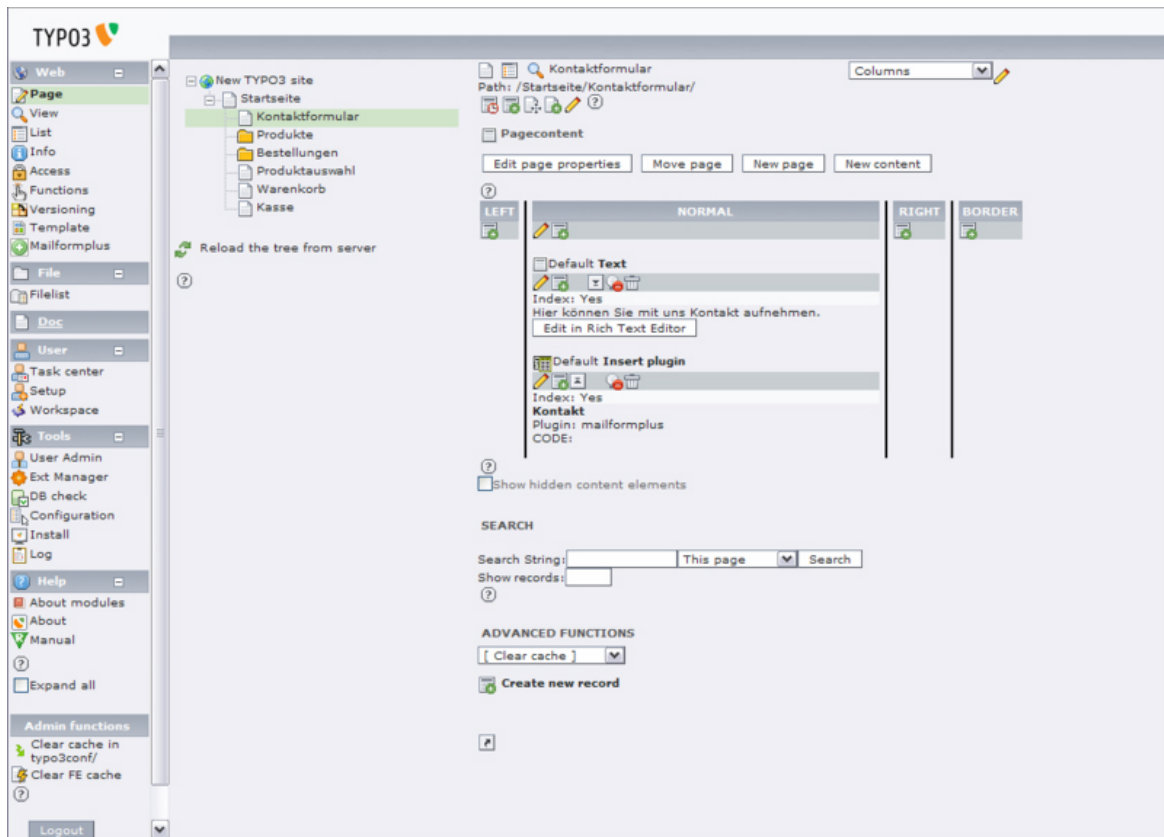 TYPO3
Web
Page
View
List
Info
Access
Functions
Versioning
Template
Mailformplus
File
Filelist
Doc
User
Task center
Setup
Workspace
Tools
User Admin
Ext Manager
DB check
Configuration
Install
Log
Help
About modules
About
Manual
Expand all
Admin functions
Clear cache in
typo3conf/
Clear FE cache
Logout
New TYPO3 site
Startseite
Kontaktformular
Produkte
Bestellungen
Produktauswahl
Warenkorb
Kasse
Reload the tree from server
Kontaktformular
Columns
Path: /Startseite/Kontaktformular/
Pagecontent
Edit page properties Move page New page New content
LEFT NORMAL RIGHT BORDER
Default Text
Index: Yes
Hier können Sie mit uns Kontakt aufnehmen.
Edit in Rich Text Editor
Default Insert plugin
Index: Yes
Kontakt
Plugin: mailformplus
CODE:
Show hidden content elements
SEARCH
Search String: This page Search
Show records:
ADVANCED FUNCTIONS
[ Clear cache ]
Create new record